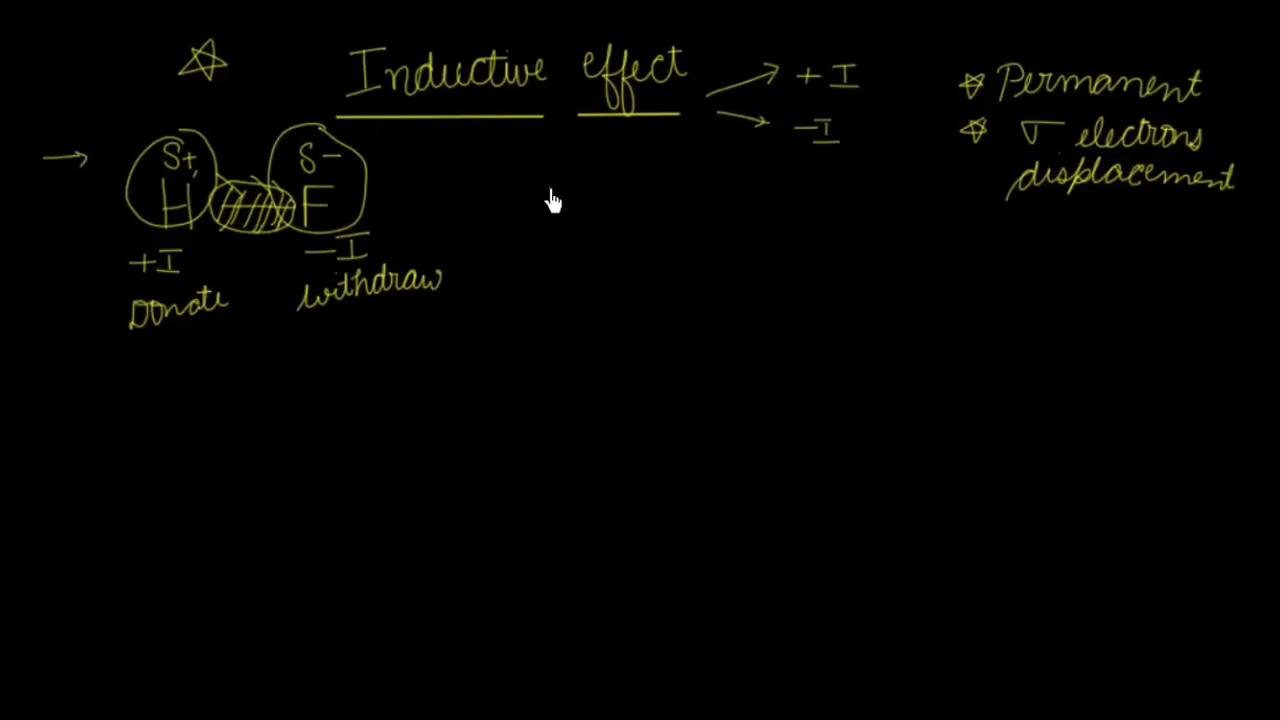 Inductive effect
+ I
- I
Permanent
σ electrons
displacement
δ+ δ-
H F
+I -I
Donate withdraw